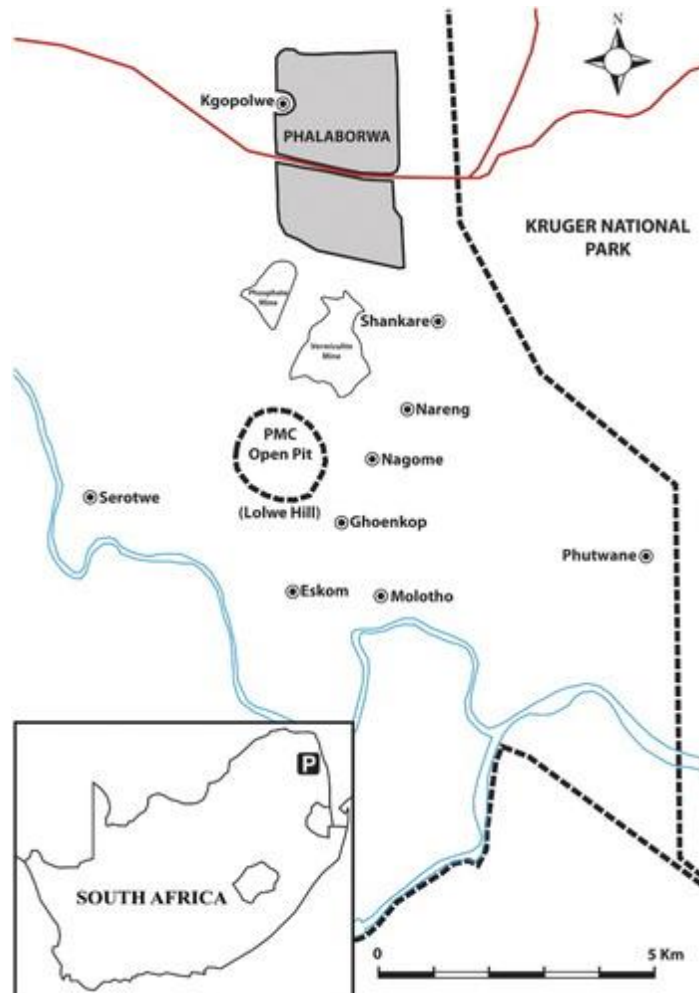 N
Kgopolwe
PHALABORWA
KRUGER NATIONAL
PARK
Phosphate
Mine
Shankare
Vermiculite
Mine
Nareng
PMC
Open Pit
Nagome
Serotwe
(Lolwe Hill)
Ghoenkop
Phutwane
Eskom
Molotho
P
SOUTH AFRICA
0
5 Km